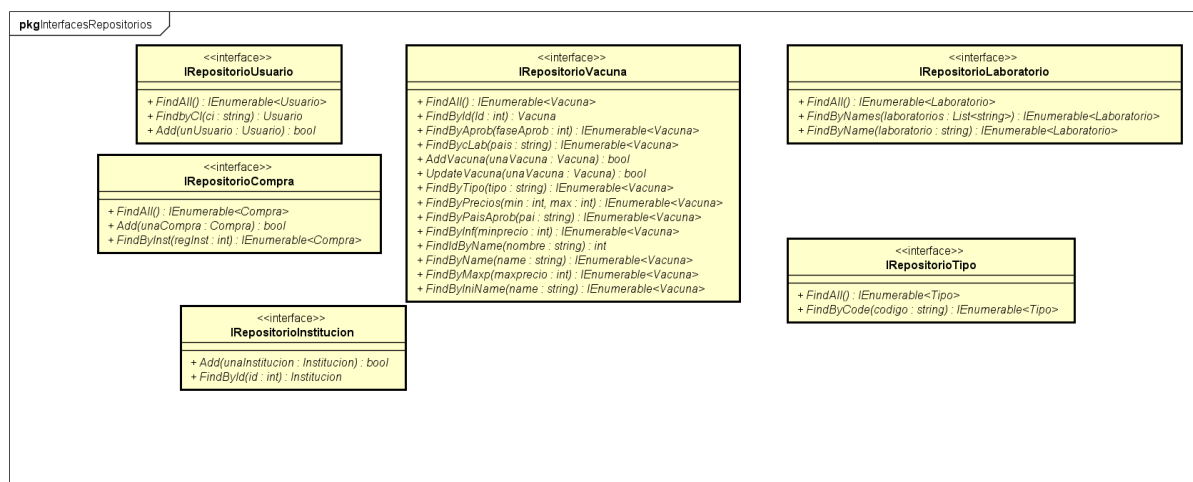 pkgInterfacesRepositorios
<<interface>>
IRepositorioUsuario
+ FindAll() : IEnumerable<Usuario>
+ FindbyCI(ci : string) : Usuario
+ Add(unUsuario : Usuario) : bool
<<interface>>
IRepositorioCompra
+ FindAll() : IEnumerable<Compra>
+ Add(unaCompra : Compra) : bool
+ FindByInst(regInst : int) : IEnumerable<Compra>
<<interface>>
IRepositorioInstitucion
+ Add(unaInstitucion : Institucion) : bool
+ FindById(id : int) : Institucion
<<interface>>
IRepositorioVacuna
+ FindAll() : IEnumerable<Vacuna>
+ FindById(Id : int) : Vacuna
+ FindByAprob(faseAprob : int) : IEnumerable<Vacuna>
+ FindBycLab(pais : string) : IEnumerable<Vacuna>
+ AddVacuna(unaVacuna : Vacuna) : bool
+ UpdateVacuna(unaVacuna : Vacuna) : bool
+ FindByTipo(tipo : string) : IEnumerable<Vacuna>
+ FindByPrecios(min : int, max : int) : IEnumerable<Vacuna>
+ FindByPaisAprob(pai : string) : IEnumerable<Vacuna>
+ FindByInf(minprecio : int) : IEnumerable<Vacuna>
+ FindIdByName(nombre : string) : int
+ FindByName(name : string) : IEnumerable<Vacuna>
+ FindByMaxp(maxprecio : int) : IEnumerable<Vacuna>
+ FindByIniName(name : string) : IEnumerable<Vacuna>
<<interface>>
IRepositorioLaboratorio
+ FindAll() : IEnumerable<Laboratorio>
+ FindByNames(laboratorios : List<string>) : IEnumerable<Laboratorio>
+ FindByName(laboratorio : string) : IEnumerable<Laboratorio>
<<interface>>
IRepositorioTipo
+ FindAll() : IEnumerable<Tipo>
+ FindByCode(codigo : string) : IEnumerable<Tipo>